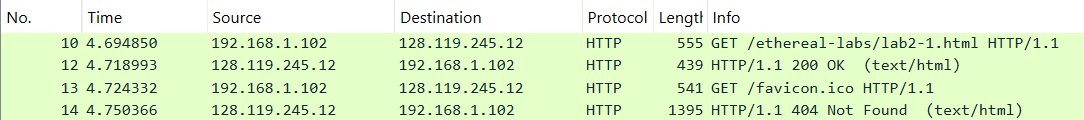 No. Time Source Destination Protocol Length Info
10 4.694850 192.168.1.102 128.119.245.12 HTTP 555 GET /ethereal-labs/lab2-1.html HTTP/1.1
12 4.718993 128.119.245.12 192.168.1.102 HTTP 439 HTTP/1.1 200 OK (text/html)
13 4.724332 192.168.1.102 128.119.245.12 HTTP 541 GET /favicon.ico HTTP/1.1
14 4.750366 128.119.245.12 192.168.1.102 HTTP 1395 HTTP/1.1 404 Not Found (text/html)